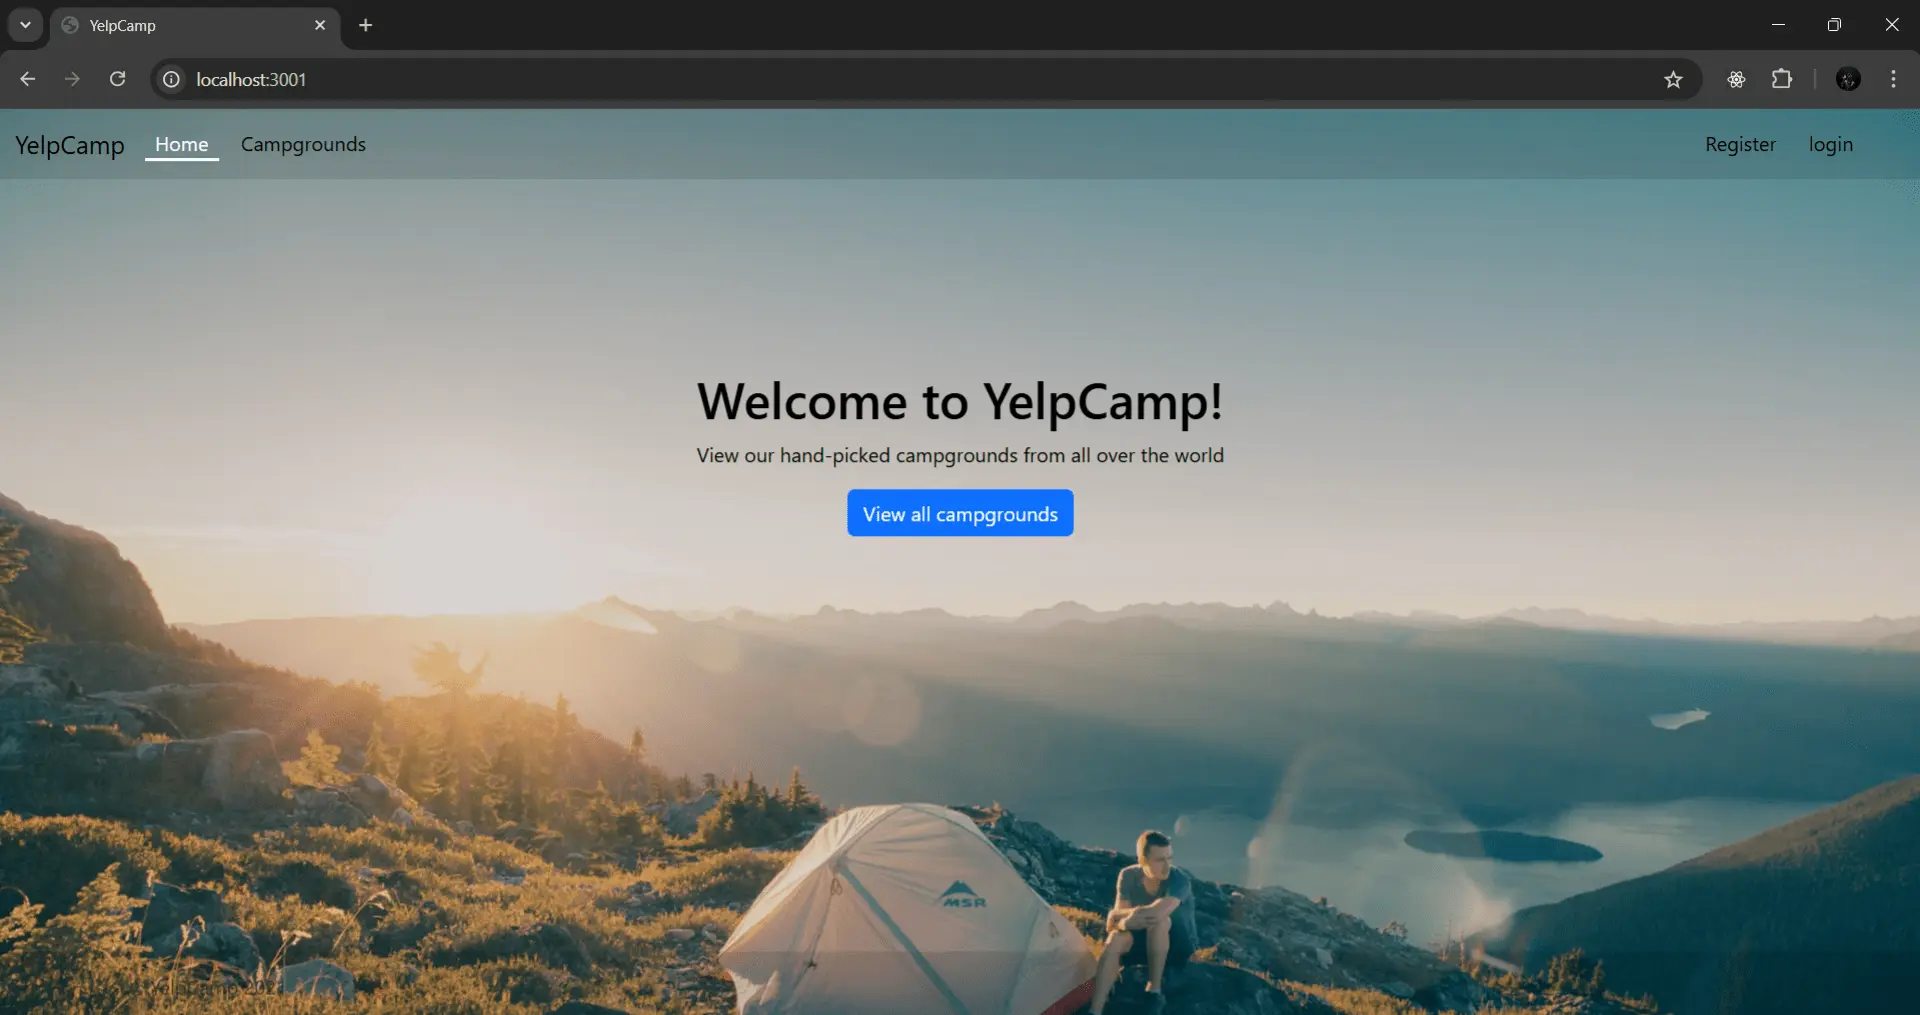 YelpCamp
localhost:3001
YelpCamp Home Campgrounds Register login
Welcome to YelpCamp!
View our hand-picked campgrounds from all over the world
View all campgrounds
MSR
YelpCamp